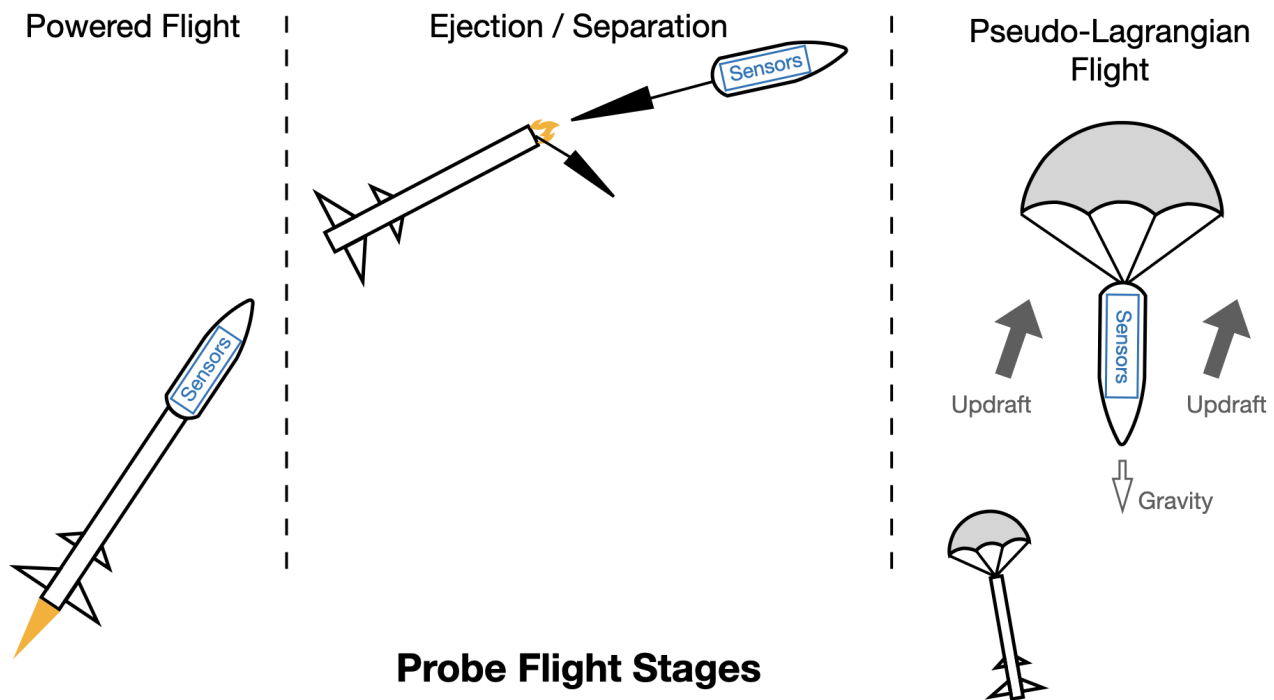 Powered Flight
Ejection / Separation
Pseudo-Lagrangian
Flight
Sensors
Sensors
Sensors
Updraft
Updraft
Gravity
Probe Flight Stages